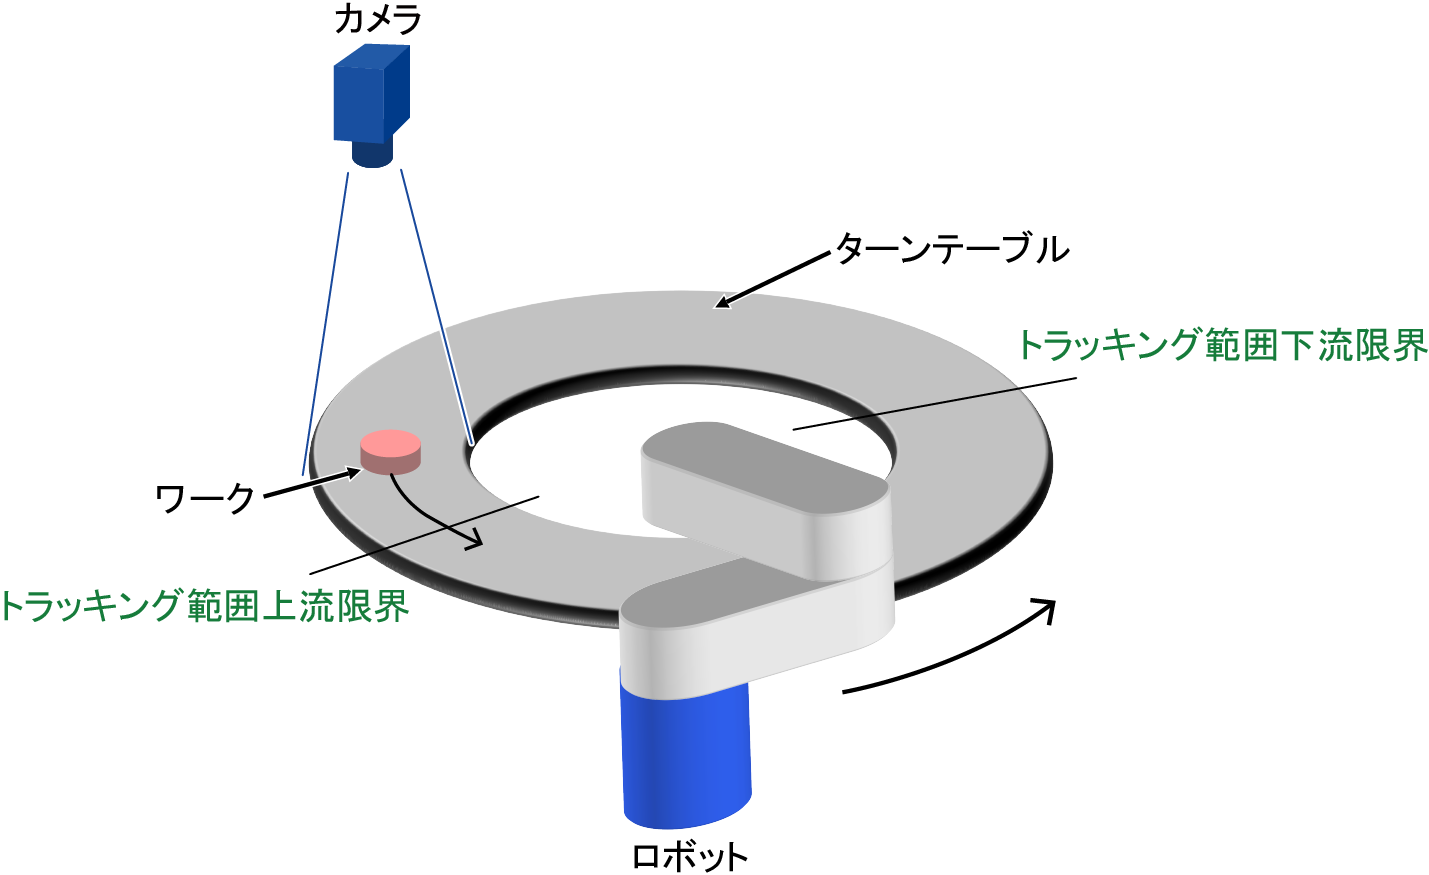 カメラ
ターンテーブル
トラッキング範囲下流限界
ワーク
トラッキング範囲上流限界
ロボット